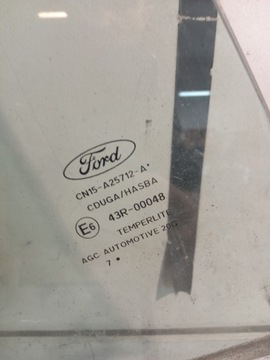 Ford
CN15-A25712-A•
CDUGA/HASBA
E6 43R-00048
TEMPERLITE
AGC AUTOMOTIVE
7 •